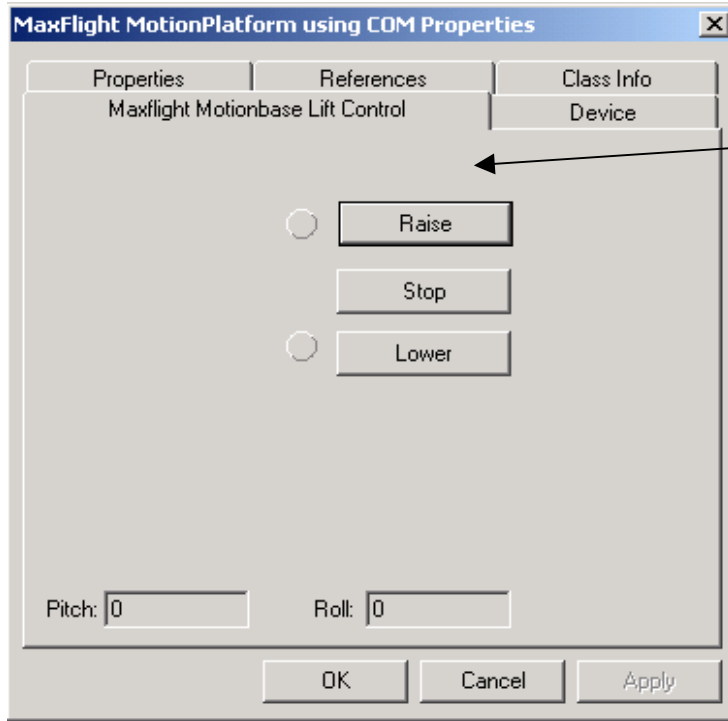 MaxFlight MotionPlatform using COM Properties
Properties References Class Info
Maxflight Motionbase Lift Control Device
Raise
Stop
Lower
Pitch: 0 Roll: 0
OK Cancel Apply